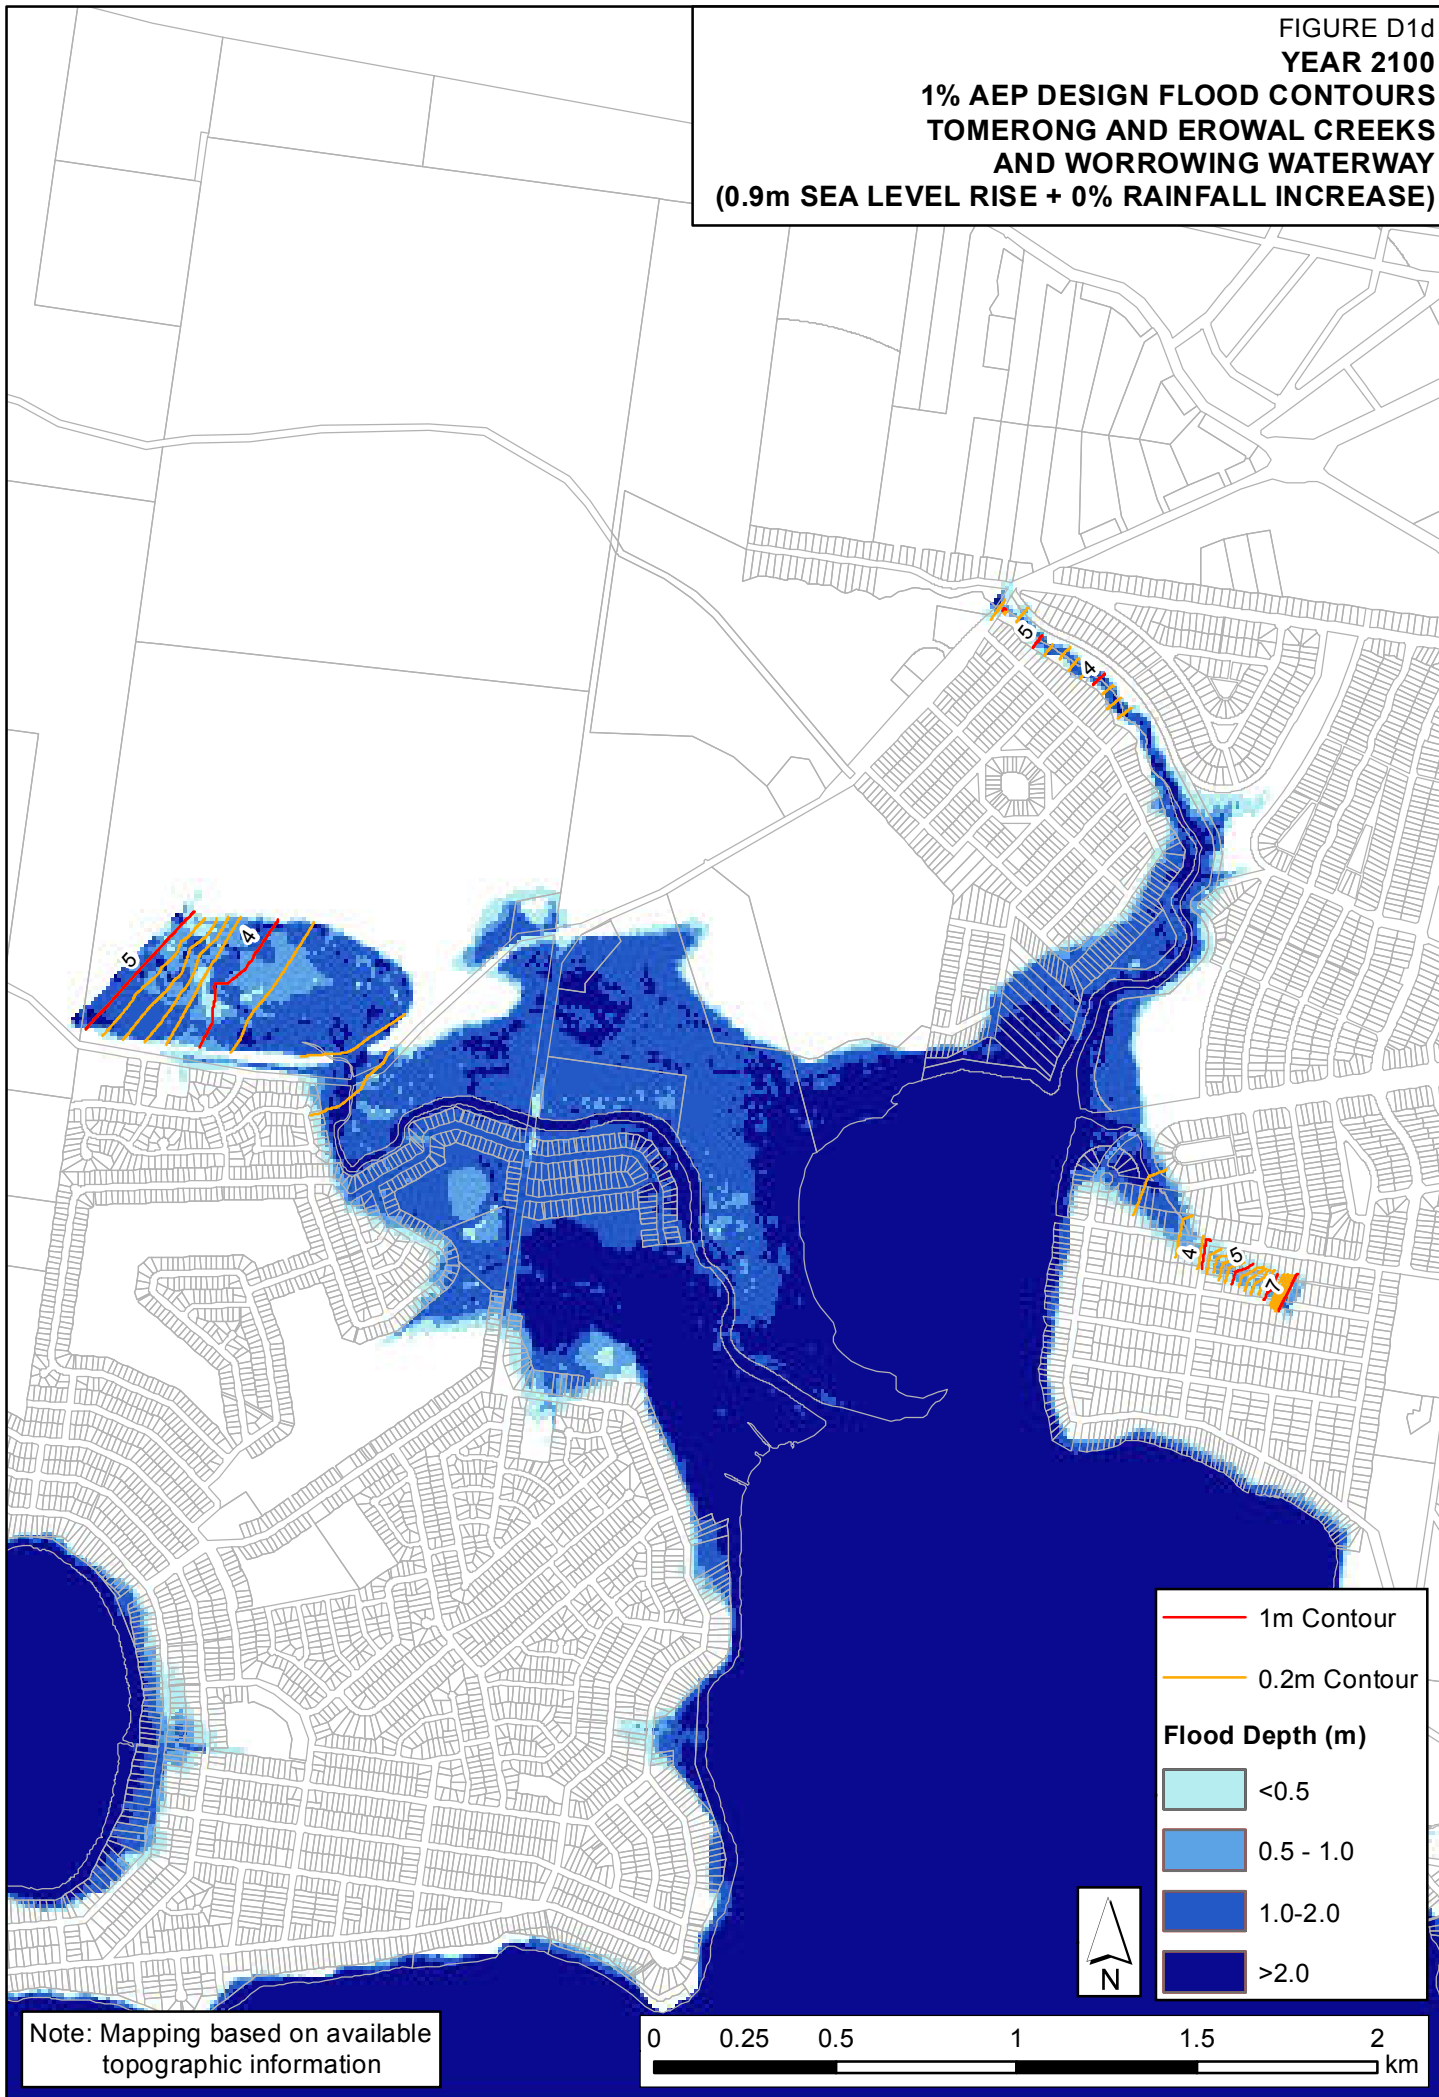 FIGURE D1d
YEAR 2100
1% AEP DESIGN FLOOD CONTOURS
TOMERONG AND EROWAL CREEKS
AND WORROWING WATERWAY
(0.9m SEA LEVEL RISE + 0% RAINFALL INCREASE)
5
4
5
4
4
5
7
1m Contour
0.2m Contour
Flood Depth (m)
<0.5
0.5 - 1.0
1.0-2.0
>2.0
N
Note: Mapping based on available
topographic information
0 0.25 0.5 1 1.5 2
km